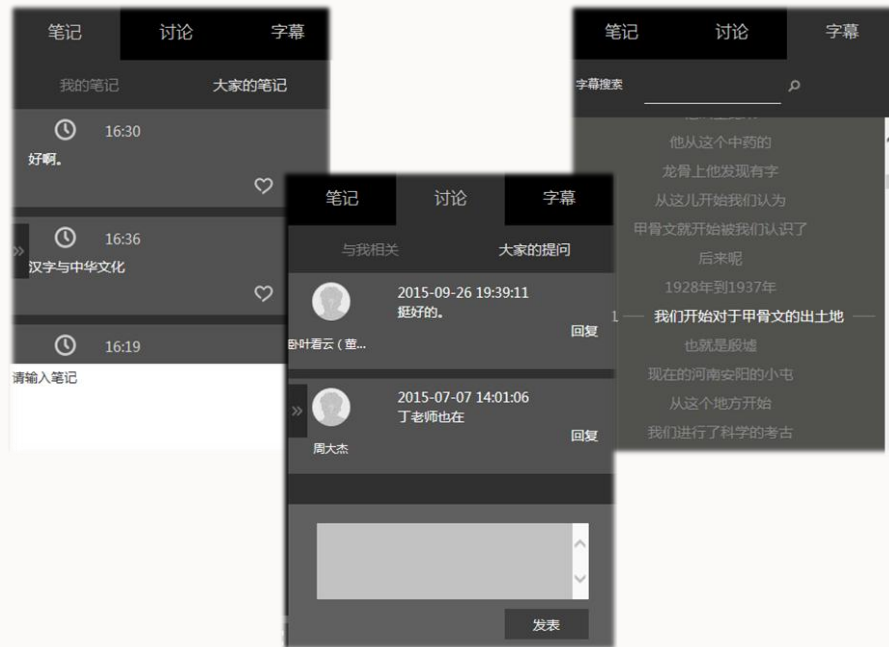 笔记 讨论 字幕
我的笔记 大家的笔记
16:30
好啊。
16:36
汉字与中华文化
16:19
请输入笔记
笔记 讨论 字幕
与我相关 大家的提问
2015-09-26 19:39:11
挺好的。
回复
卧叶看云(董...
2015-07-07 14:01:06
丁老师也在
回复
周大杰
发表
笔记 讨论 字幕
字幕搜索
他从这个中药的
龙骨上他发现有字
从这儿开始我们认为
甲骨文就开始被我们认识了
后来呢
1928年到1937年
1 我们开始对于甲骨文的出土地
也就是殷墟
现在的河南安阳的小屯
从这个地方开始
我们进行了科学的考古